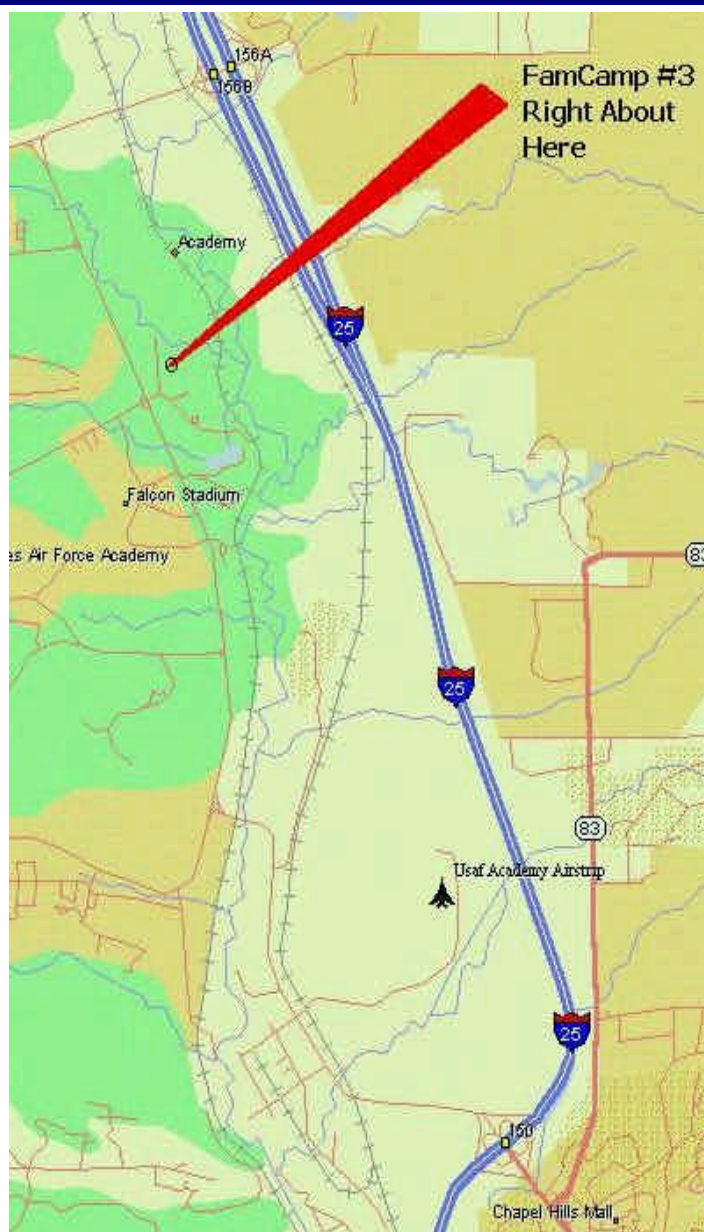 156A
156B
FamCamp #3
Right About
Here
Academy
25
Falcon Stadium
es Air Force Academy
83
25
83
Usaf Academy Airstrip
25
150
Chapel Hills Mall